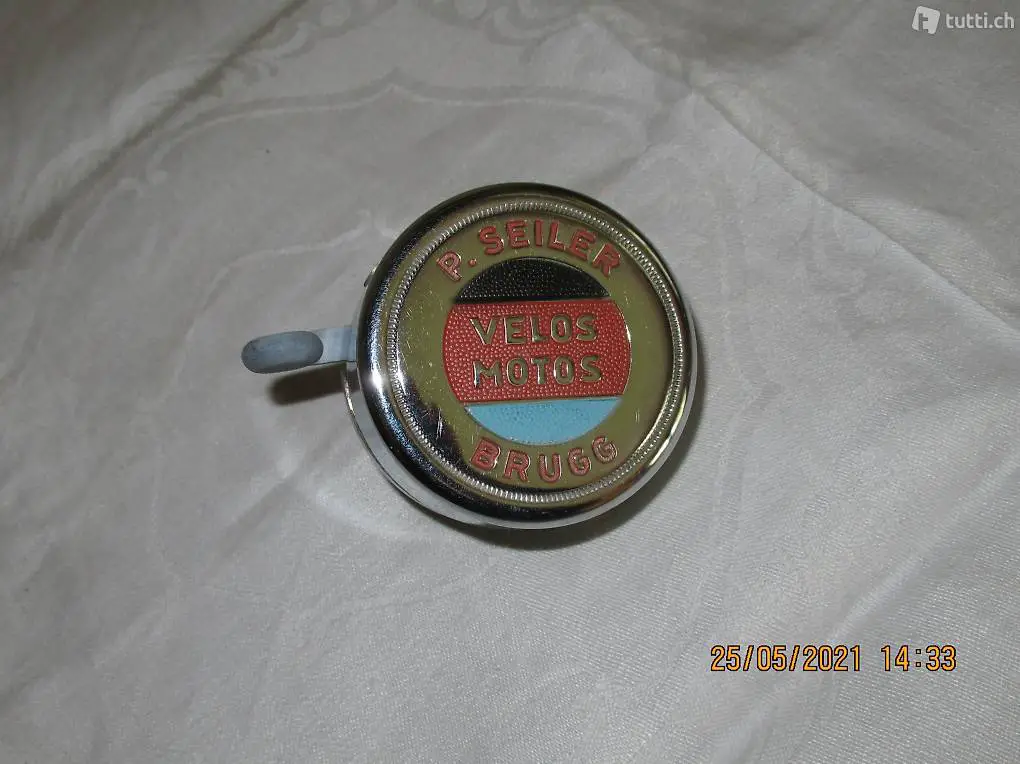 tutti.ch
P. SEILER
VELOS
MOTOS
BRUGG
25/05/2021 14:33